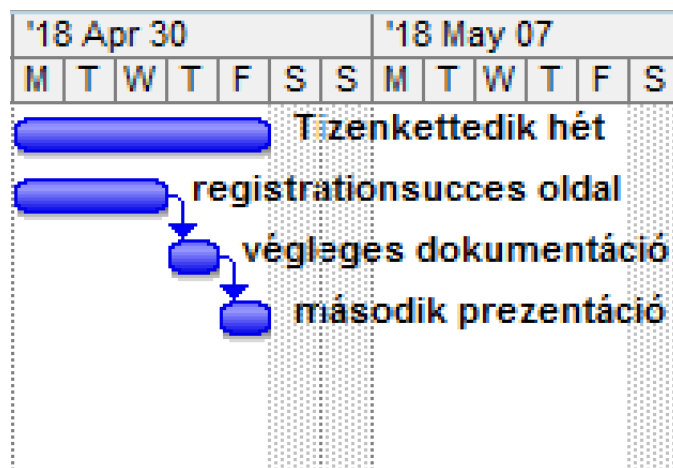 '18 Apr 30 '18 May 07
M T W T F S S M T W T F S
Tizenkettedik hét
registrationsucces oldal
végleges dokumentáció
második prezentáció